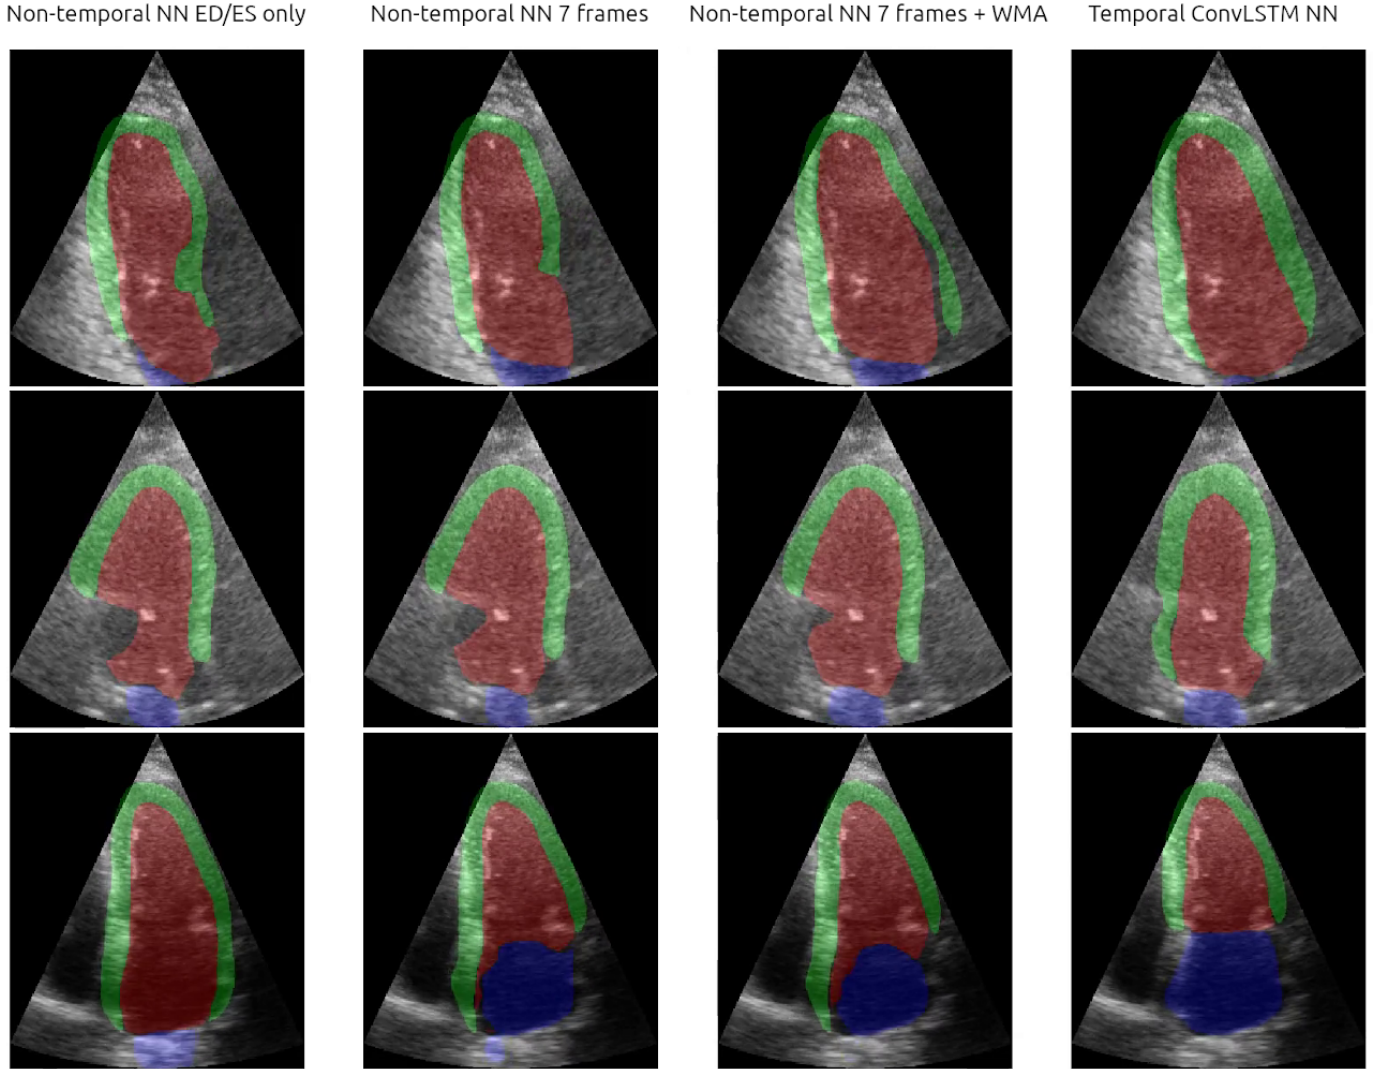 Non-temporal NN ED/ES only
Non-temporal NN 7 frames
Non-temporal NN 7 frames + WMA
Temporal ConvLSTM NN